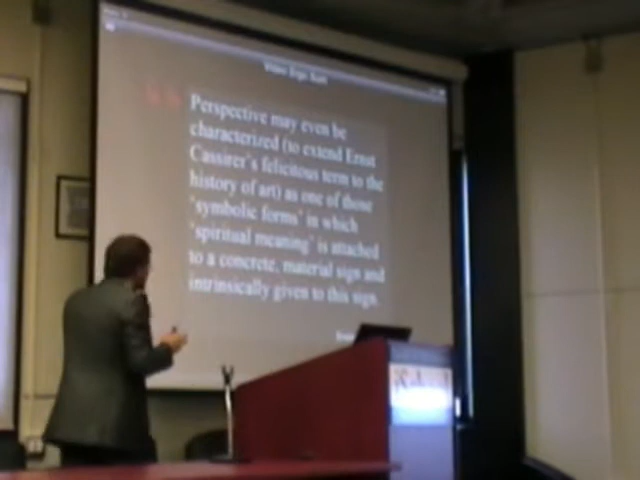 Perspective may even be
characterized (to extend Ernst
Cassirer's felicitous term to the
history of art) as one of those
'symbolic forms' in which
'spiritual meaning' is attached
to a concrete, material sign and
intrinsically given to this sign.